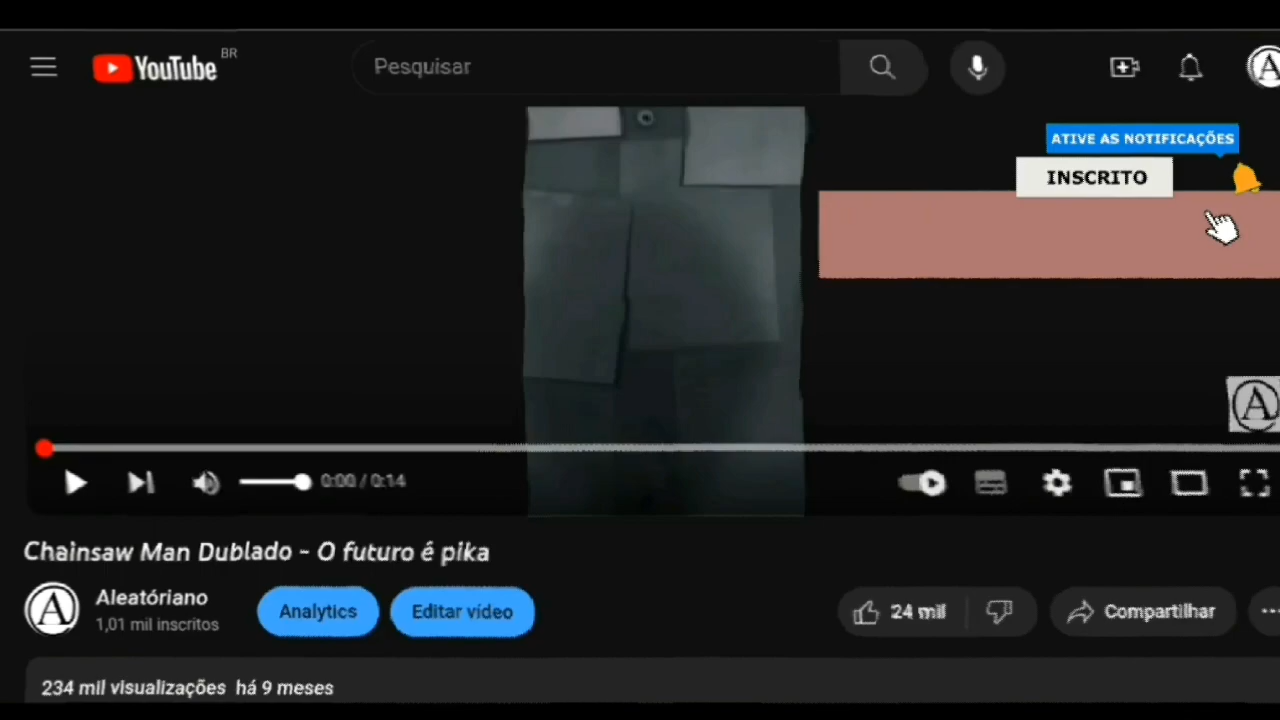 YouTube BR
Pesquisar
ATIVE AS NOTIFICAÇÕES
INSCRITO
A
0:00 / 0:14
Chainsaw Man Dublado - O futuro é pika
Aleatóriano
1,01 mil inscritos
Analytics
Editar vídeo
24 mil
Compartilhar
234 mil visualizações há 9 meses